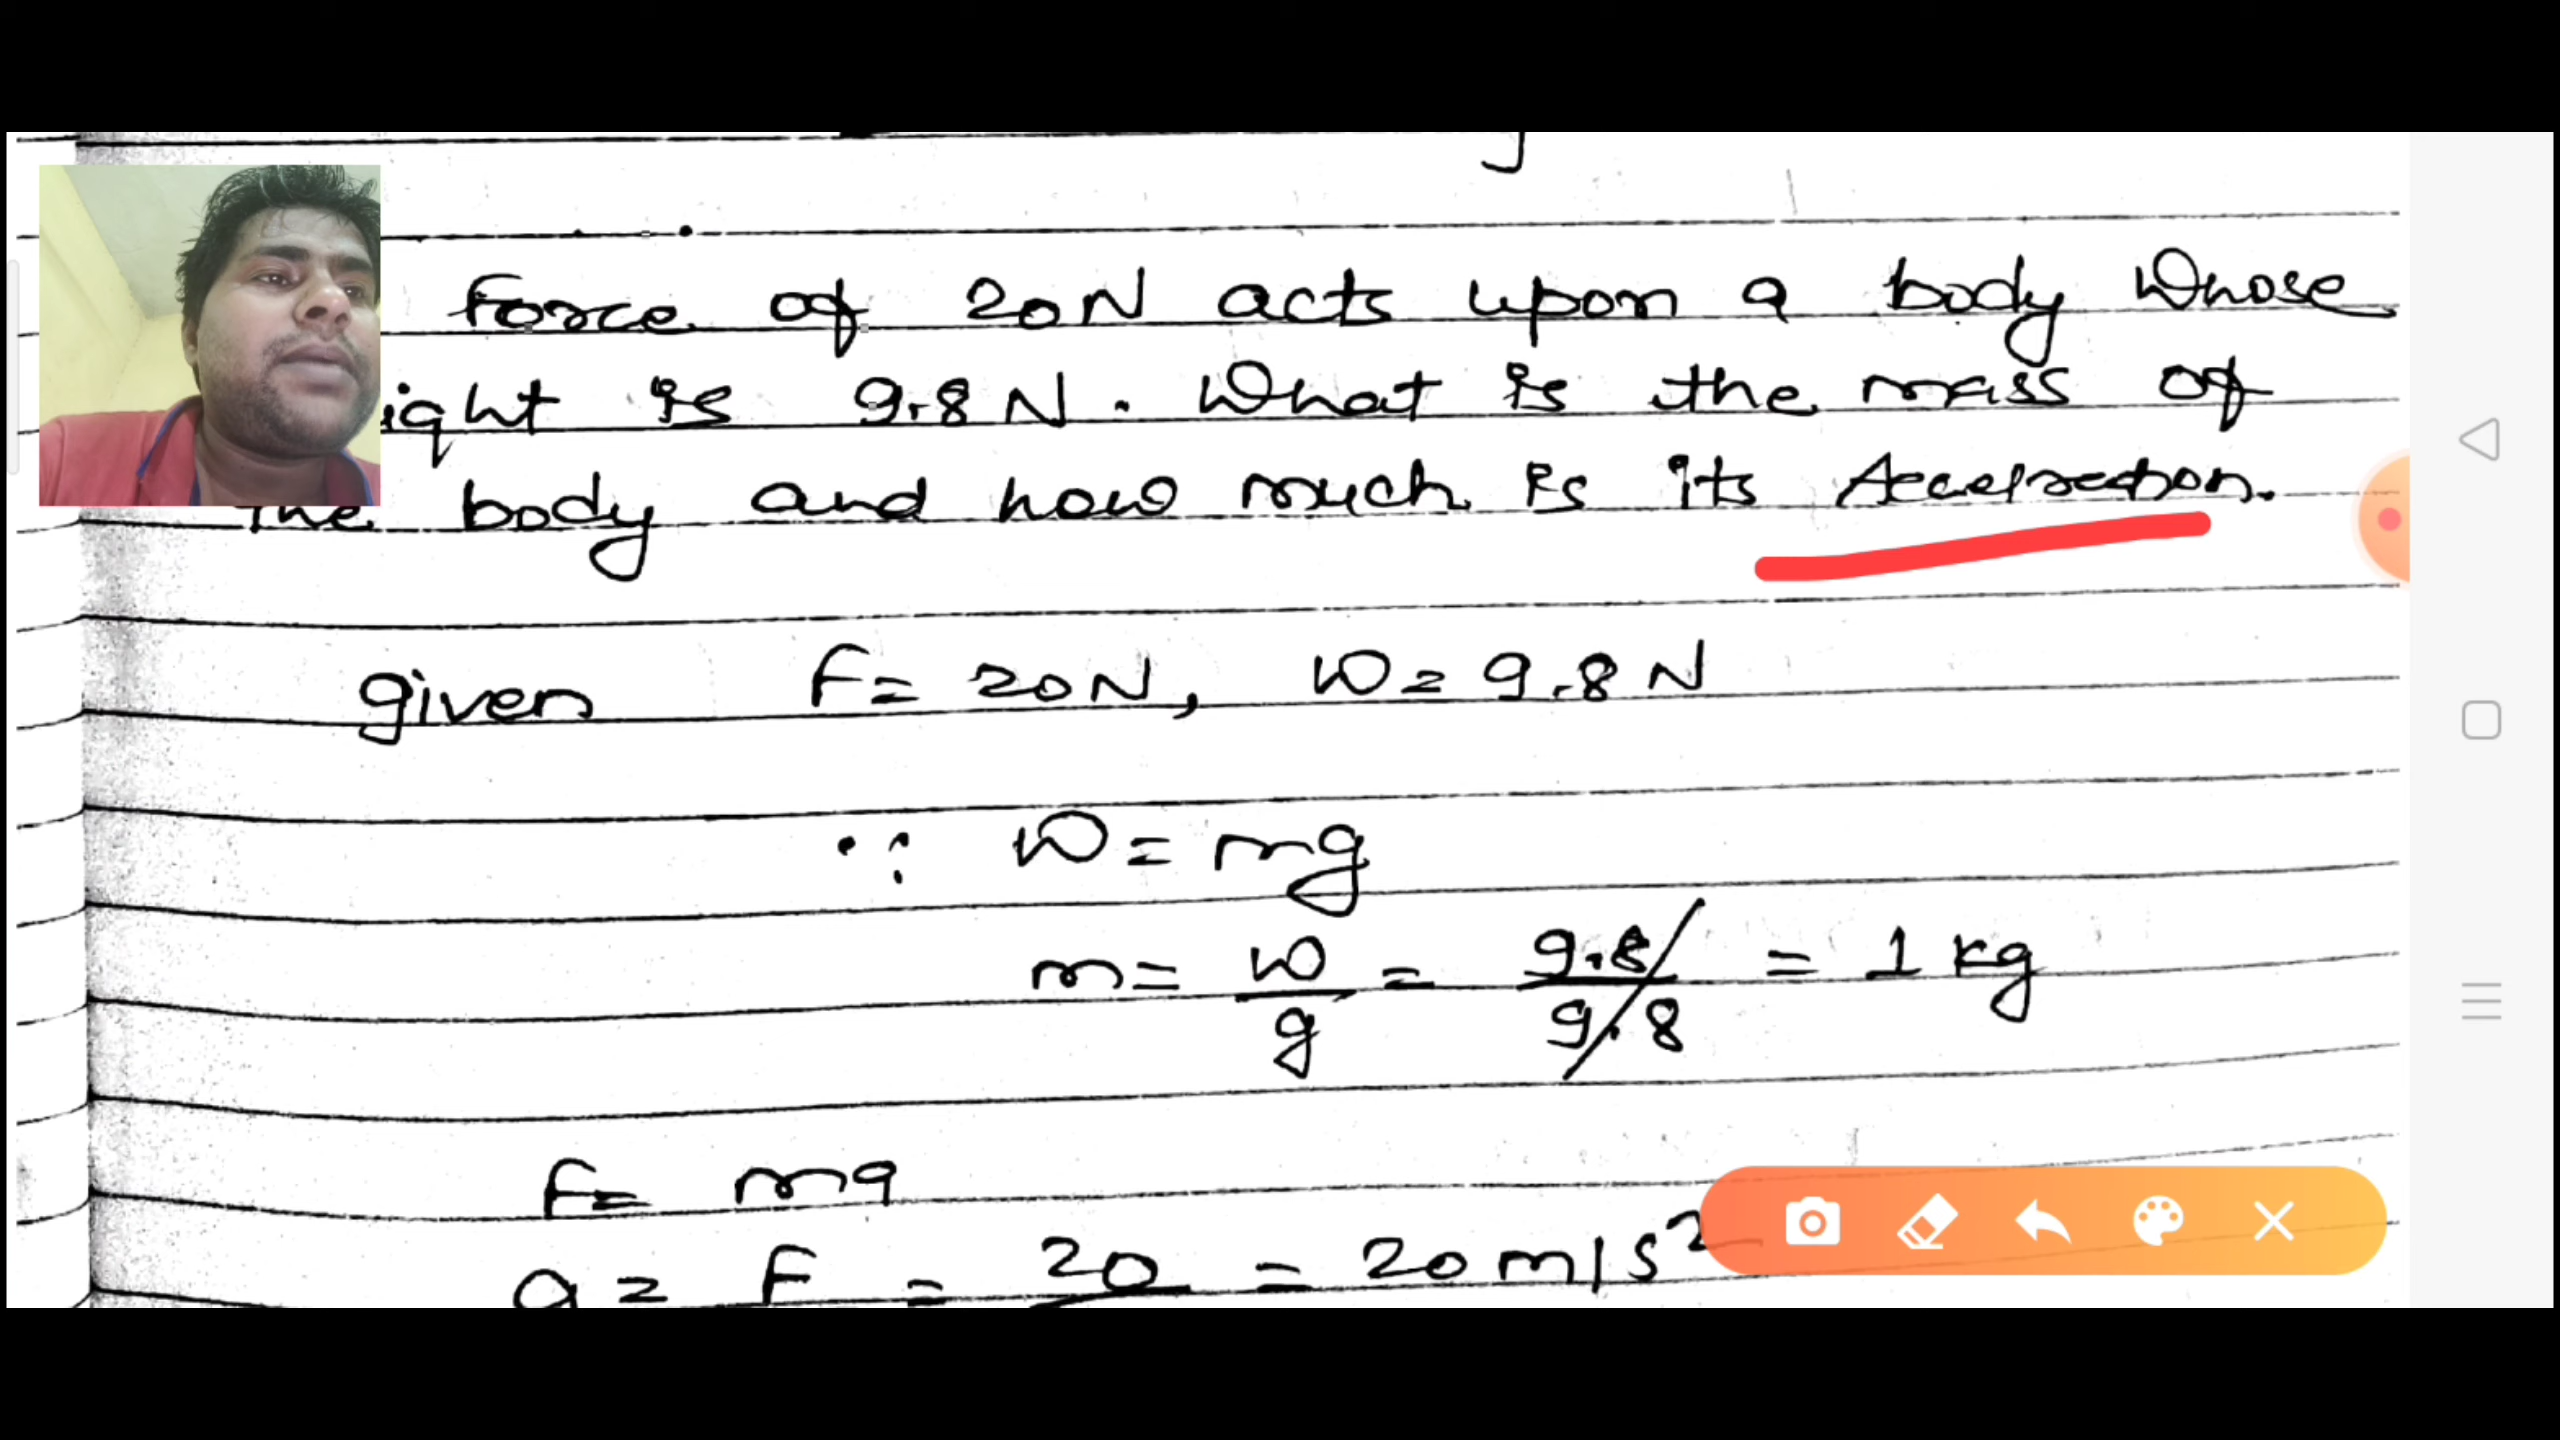 force of 20N acts upon a body whose
ight is 9.8 N. What is the mass of
the body and how much is its Accelration.
given F= 20N, W= 9.8 N
∵ W = mg
m = W/g = 9.8/9.8 = 1 kg
F= ma
a = F = 20 = 20 m/s²